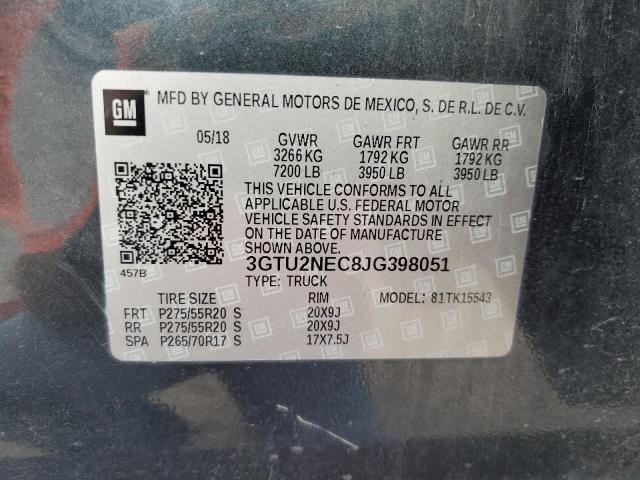 GM
MFD BY GENERAL MOTORS DE MEXICO, S. DE R.L. DE C.V.
05/18 GVWR GAWR FRT GAWR RR
3266 KG 1792 KG 1792 KG
7200 LB 3950 LB 3950 LB
THIS VEHICLE CONFORMS TO ALL
APPLICABLE U.S. FEDERAL MOTOR
VEHICLE SAFETY STANDARDS IN EFFECT
ON THE DATE OF MANUFACTURE
SHOWN ABOVE.
457B
3GTU2NEC8JG398051
TYPE: TRUCK
TIRE SIZE RIM MODEL: 81TK15543
FRT P275/55R20 S 20X9J
RR P275/55R20 S 20X9J
SPA P265/70R17 S 17X7.5J